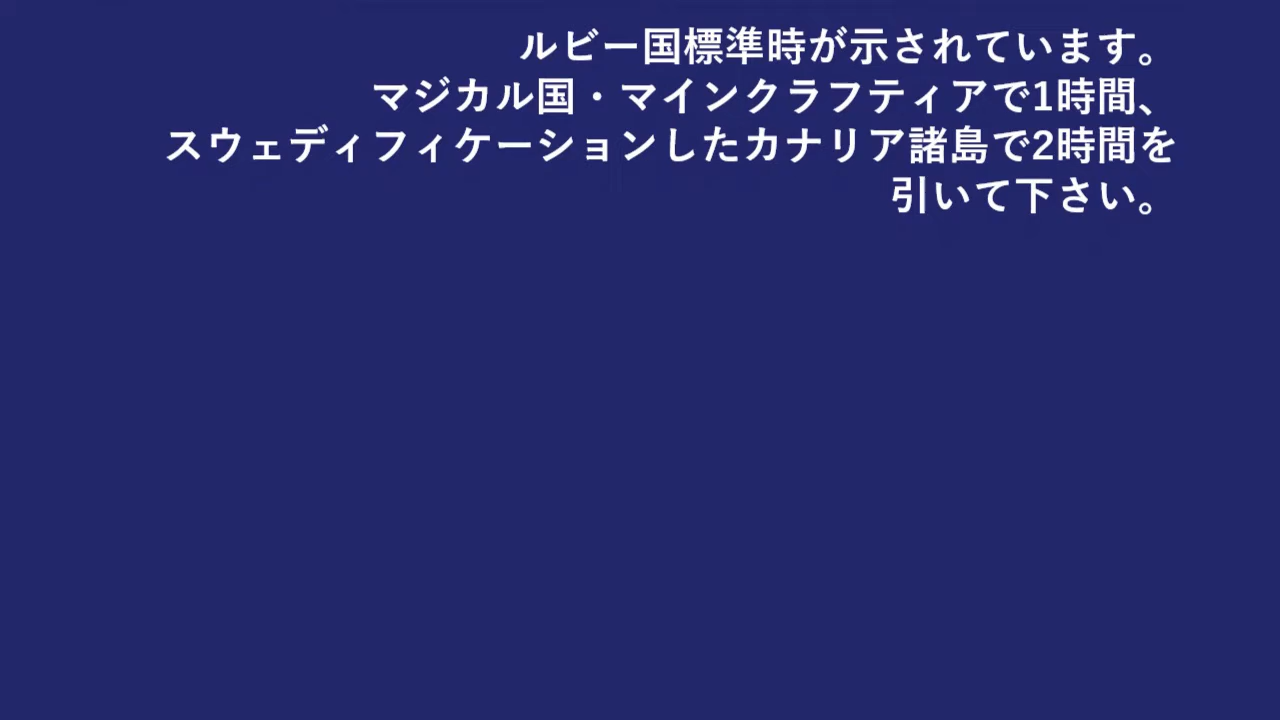 ルビー国標準時が示されています。
マジカル国・マインクラフティアで1時間、
スウェディフィケーションしたカナリア諸島で2時間を
引いて下さい。